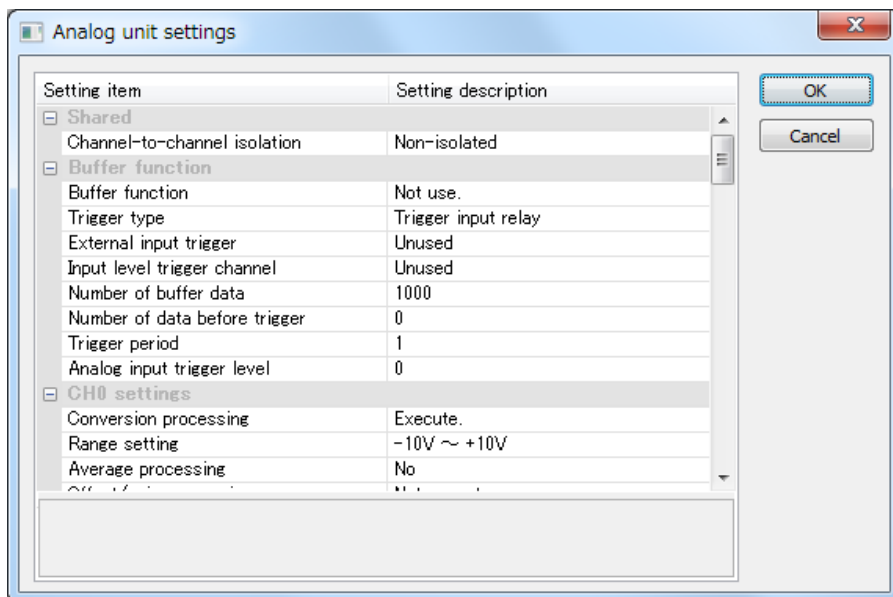 Analog unit settings
Setting item Setting description
Shared
Channel-to-channel isolation Non-isolated
Buffer function
Buffer function Not use.
Trigger type Trigger input relay
External input trigger Unused
Input level trigger channel Unused
Number of buffer data 1000
Number of data before trigger 0
Trigger period 1
Analog input trigger level 0
CH0 settings
Conversion processing Execute.
Range setting -10V ～ +10V
Average processing No
OK
Cancel